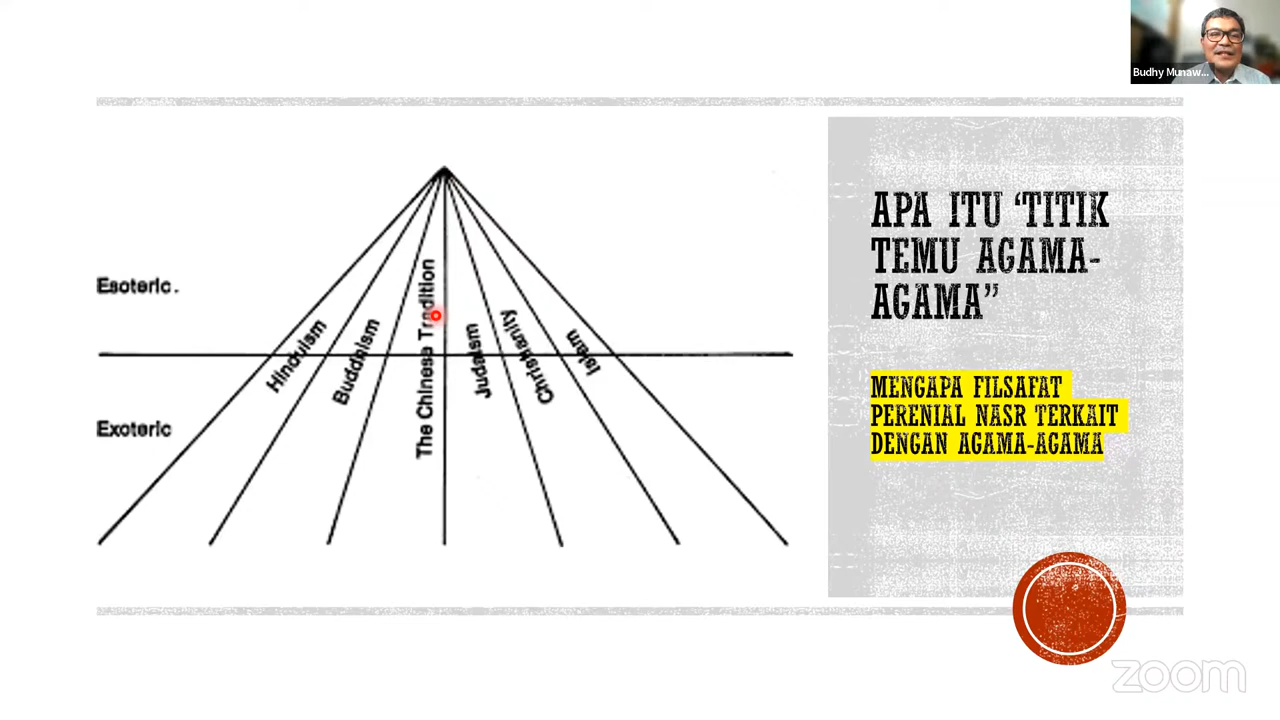 Budhy Munaw...
Esoteric.
Hinduism
Buddhism
The Chinese Tradition
Judaism
Christianity
Islam
Exoteric
APA ITU ‘TITIK
TEMU AGAMA-
AGAMA”
MENGAPA FILSAFAT
PERENIAL NASR TERKAIT
DENGAN AGAMA-AGAMA
zoom